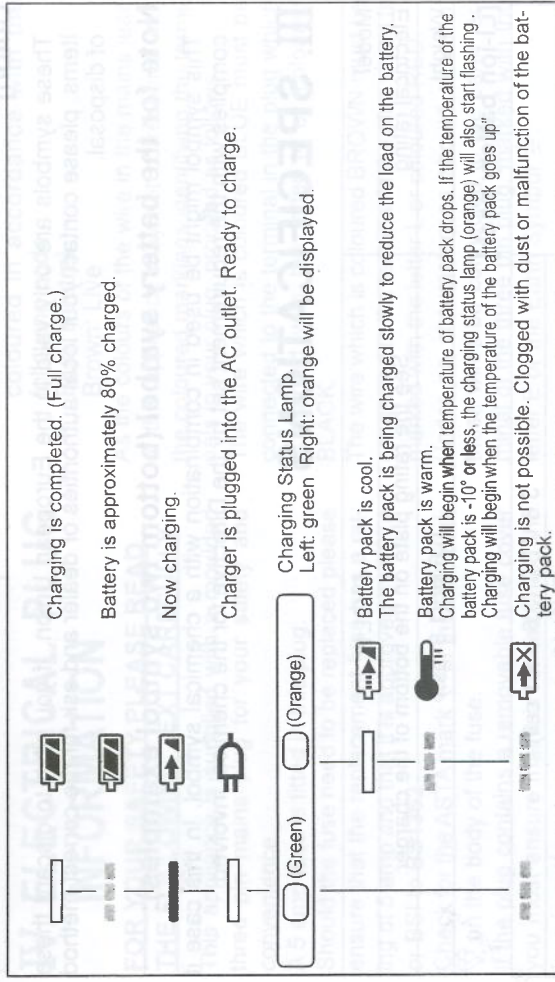 Charging is completed. (Full charge.)
Battery is approximately 80% charged.
Now charging.
Charger is plugged into the AC outlet. Ready to charge.
Charging Status Lamp.
Left: green Right: orange will be displayed.
(Green)
(Orange)
Battery pack is cool.
The battery pack is being charged slowly to reduce the load on the battery.
Battery pack is warm.
Charging will begin when temperature of battery pack drops. If the temperature of the
battery pack is -10° or less, the charging status lamp (orange) will also start flashing .
Charging will begin when the temperature of the battery pack goes up"
Charging is not possible. Clogged with dust or malfunction of the bat-
tery pack.